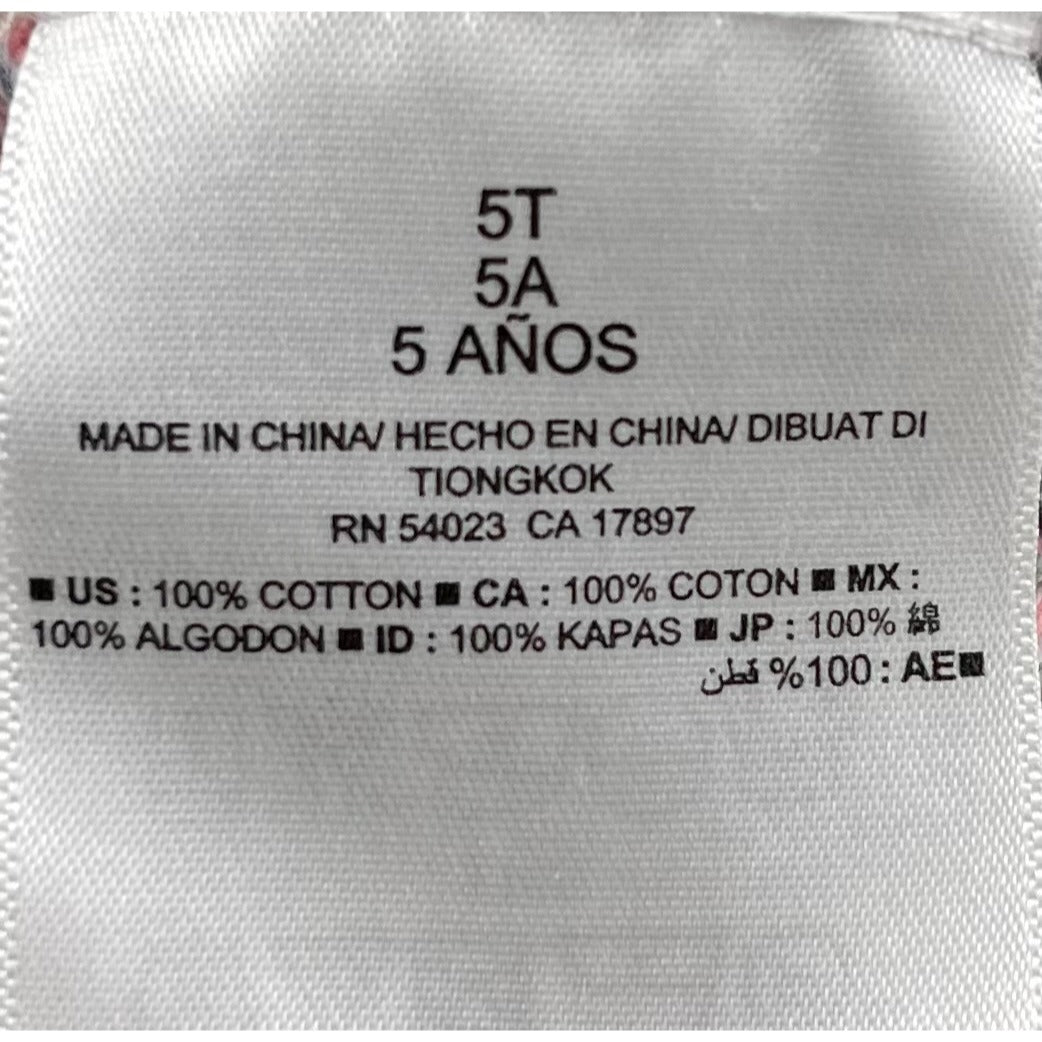 5T
5A
5 AÑOS
MADE IN CHINA/ HECHO EN CHINA/ DIBUAT DI
TIONGKOK
RN 54023 CA 17897
■ US : 100% COTTON ■ CA : 100% COTON ■ MX :
100% ALGODON ■ ID : 100% KAPAS ■ JP : 100% 綿
■AE : 100% قطن